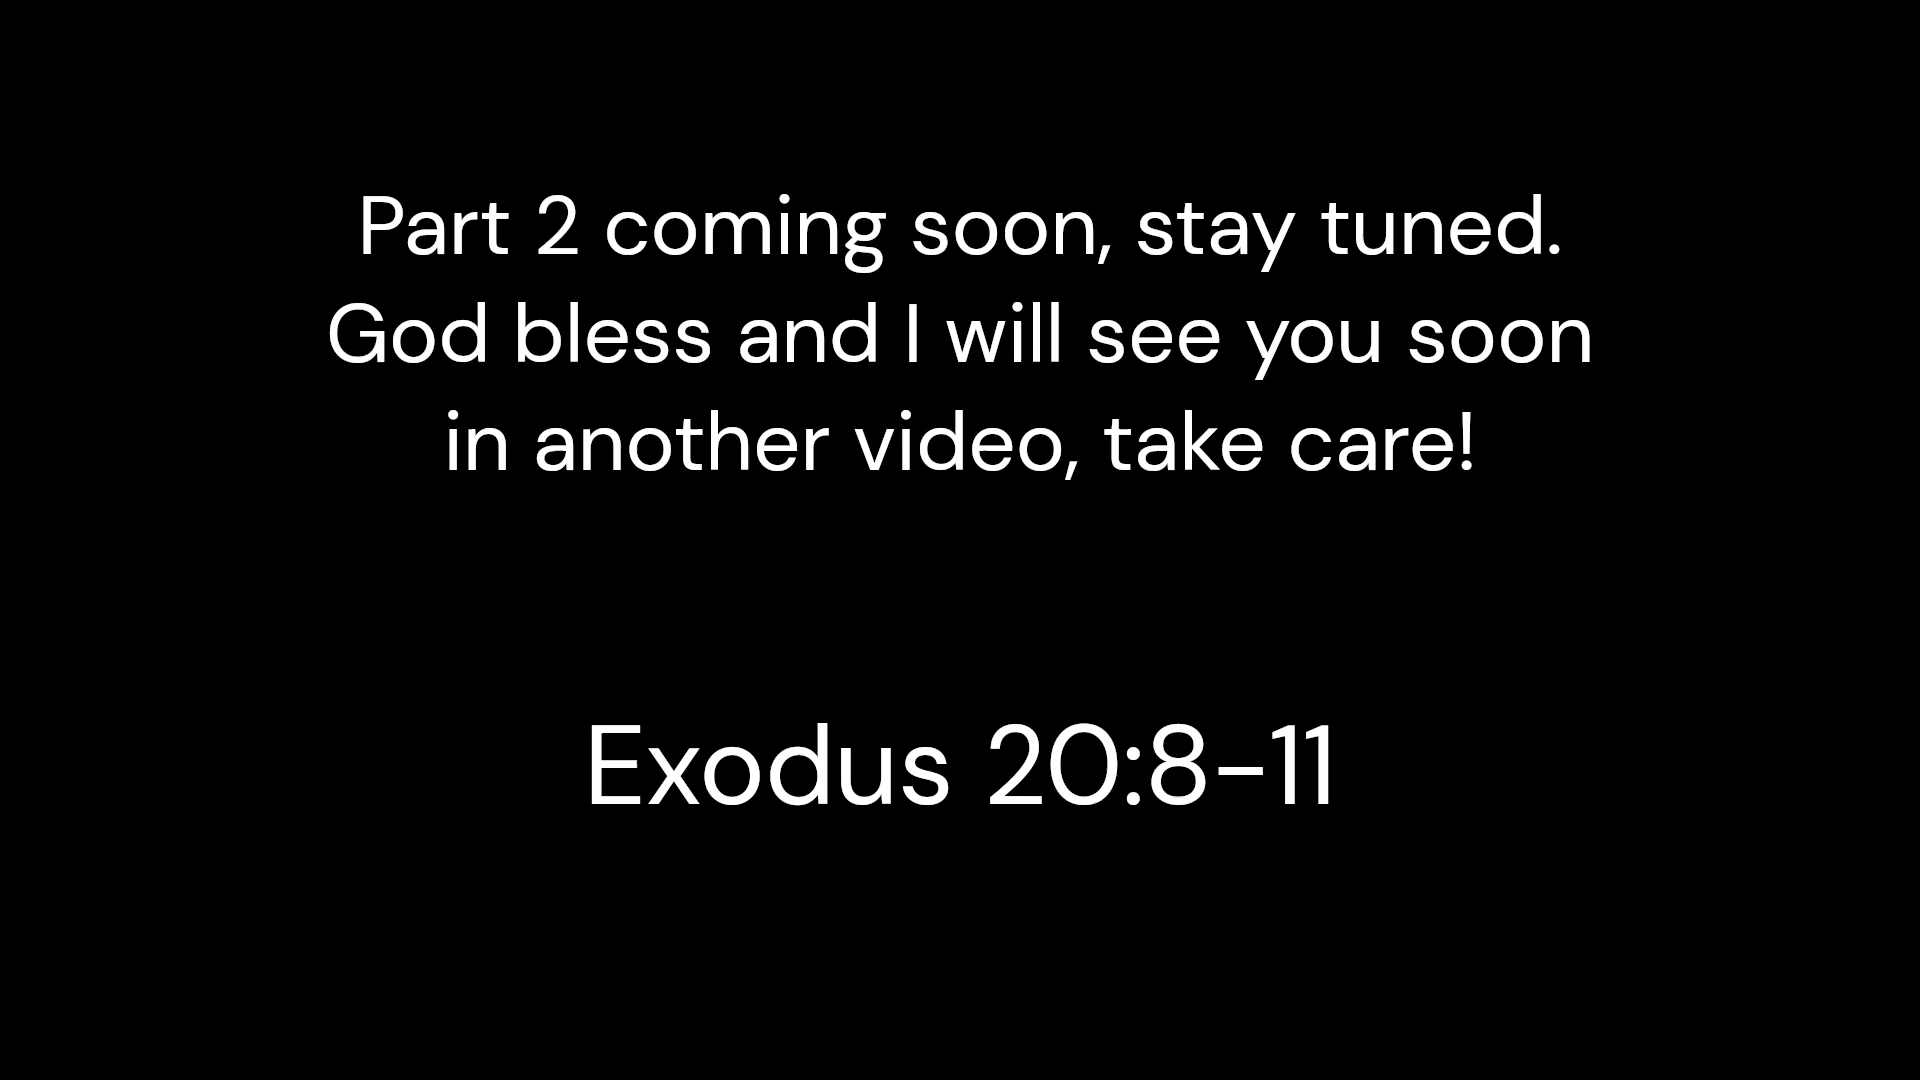 Part 2 coming soon, stay tuned.
God bless and I will see you soon
in another video, take care!
Exodus 20:8-11